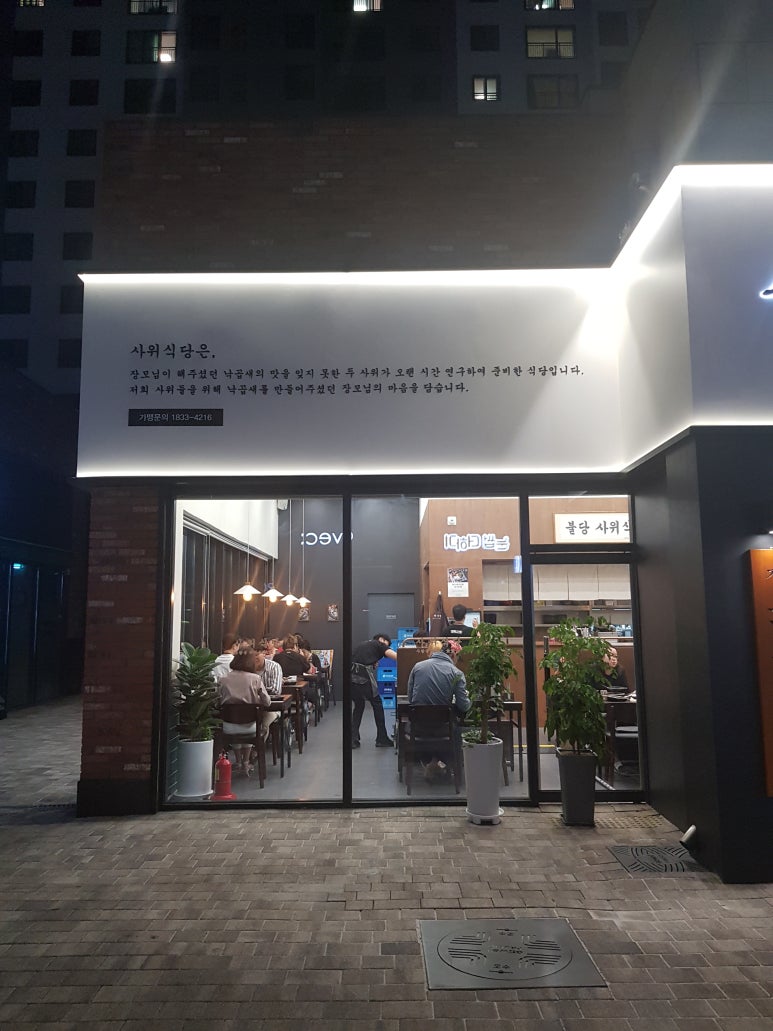 사위식당은,
장모님이 해주셨던 낙곱새의 맛을 잊지 못한 두 사위가 오랜 시간 연구하여 준비한 식당입니다.
저희 사위들을 위해 낙곱새를 만들어주셨던 장모님의 마음을 담습니다.
가맹문의 1833-4216
불당 사위식